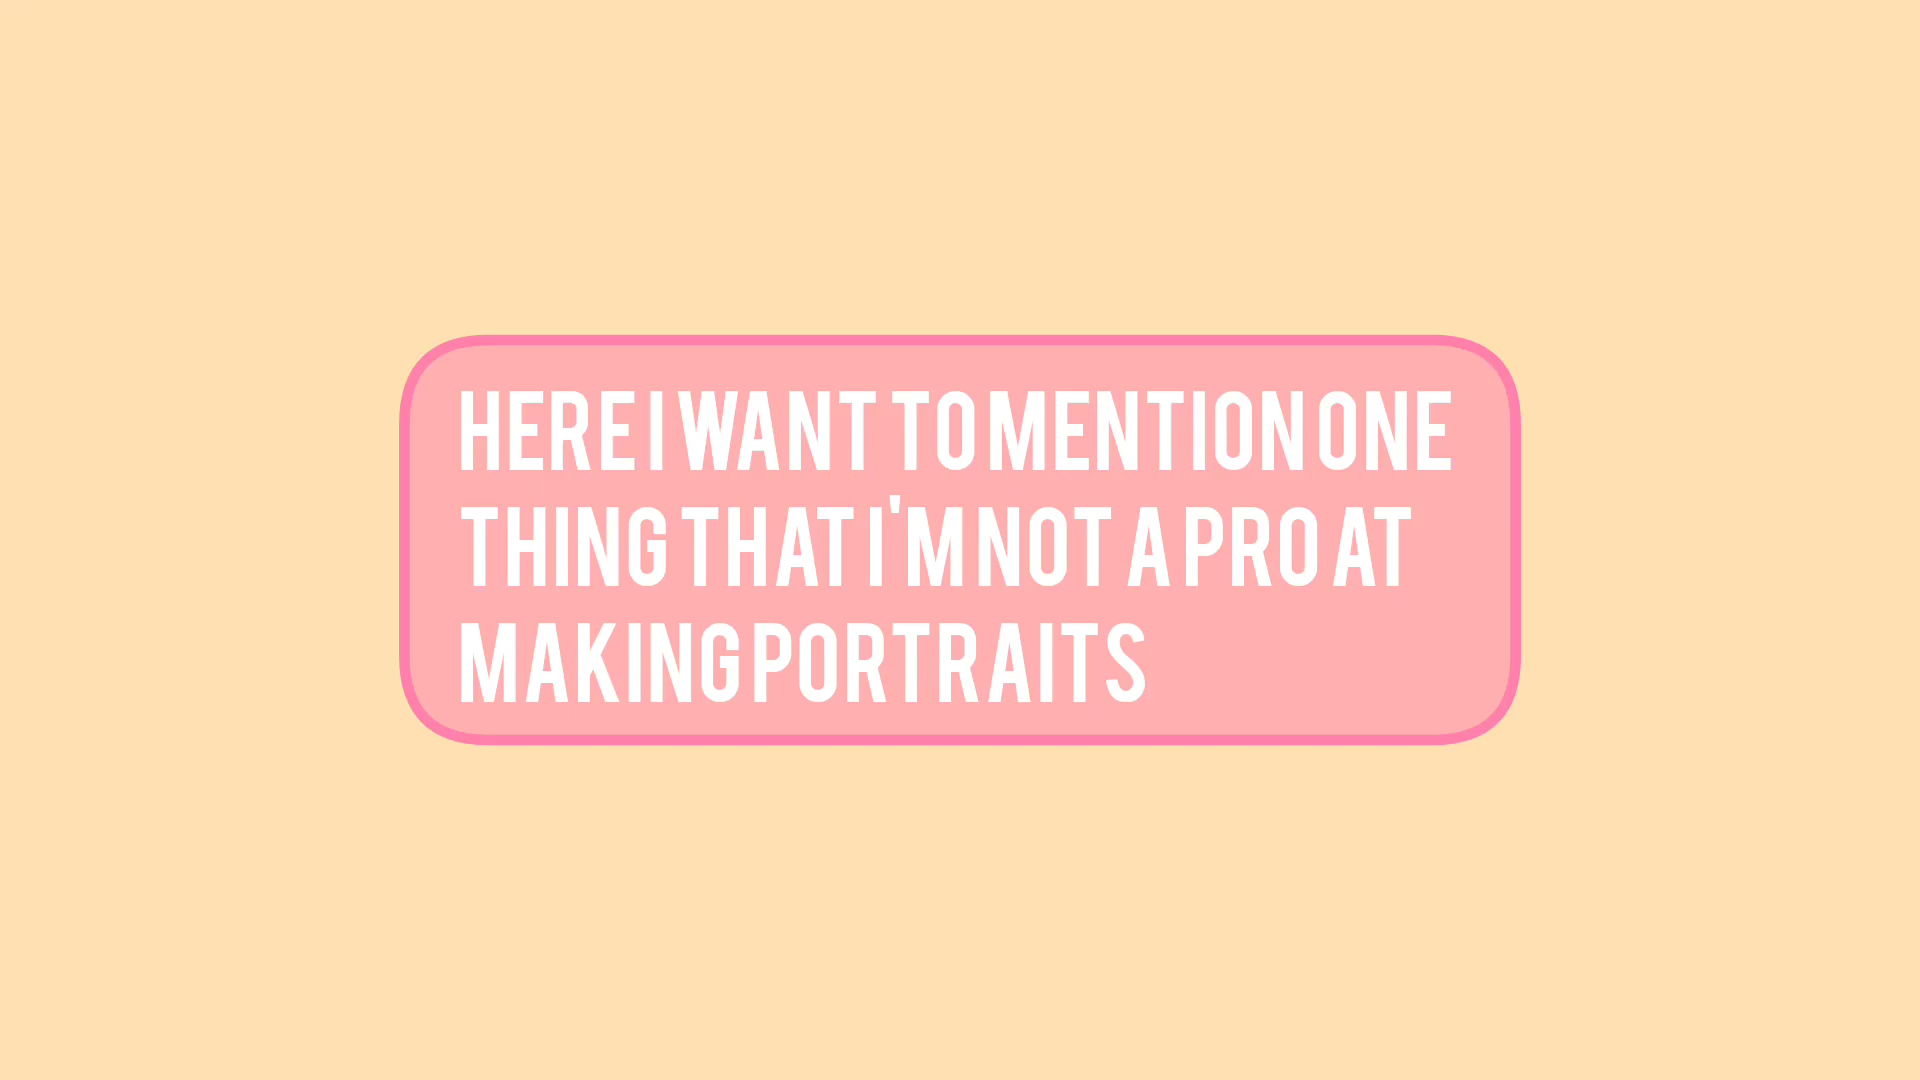 HERE I WANT TO MENTION ONE
THING THAT I'M NOT A PRO AT
MAKING PORTRAITS